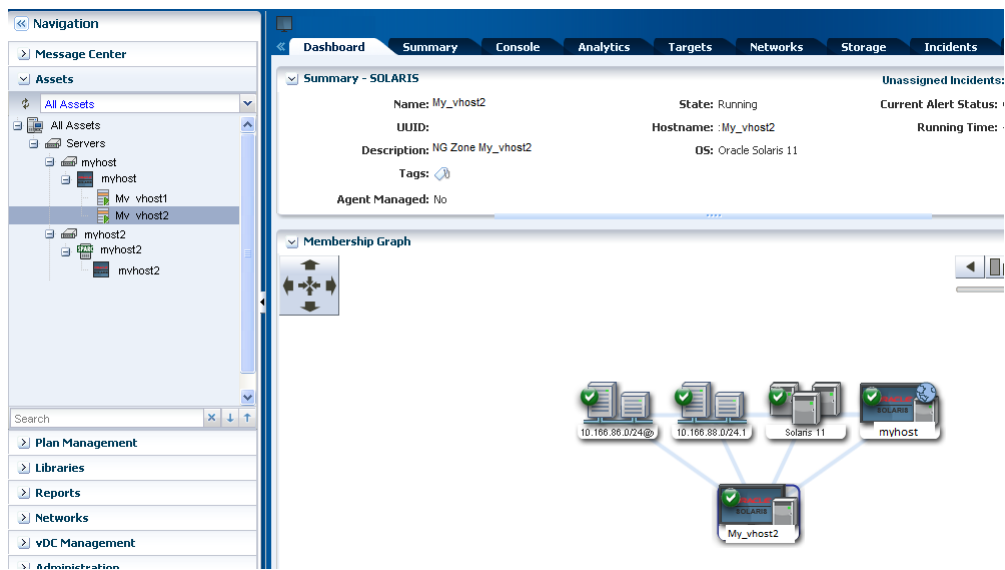 Navigation
Message Center
Assets
All Assets
All Assets
Servers
myhost
myhost
My_vhost1
My_vhost2
myhost2
myhost2
myhost2
Search
Plan Management
Libraries
Reports
Networks
vDC Management
Administration
Dashboard Summary Console Analytics Targets Networks Storage Incidents
Summary - SOLARIS Unassigned Incidents:
Name: My_vhost2 State: Running Current Alert Status:
UUID: Hostname: :My_vhost2 Running Time:
Description: NG Zone My_vhost2 OS: Oracle Solaris 11
Tags:
Agent Managed: No
Membership Graph
10.166.86.0/24@ 10.166.88.0/24.1 Solaris 11 SOLARIS myhost
SOLARIS
My_vhost2